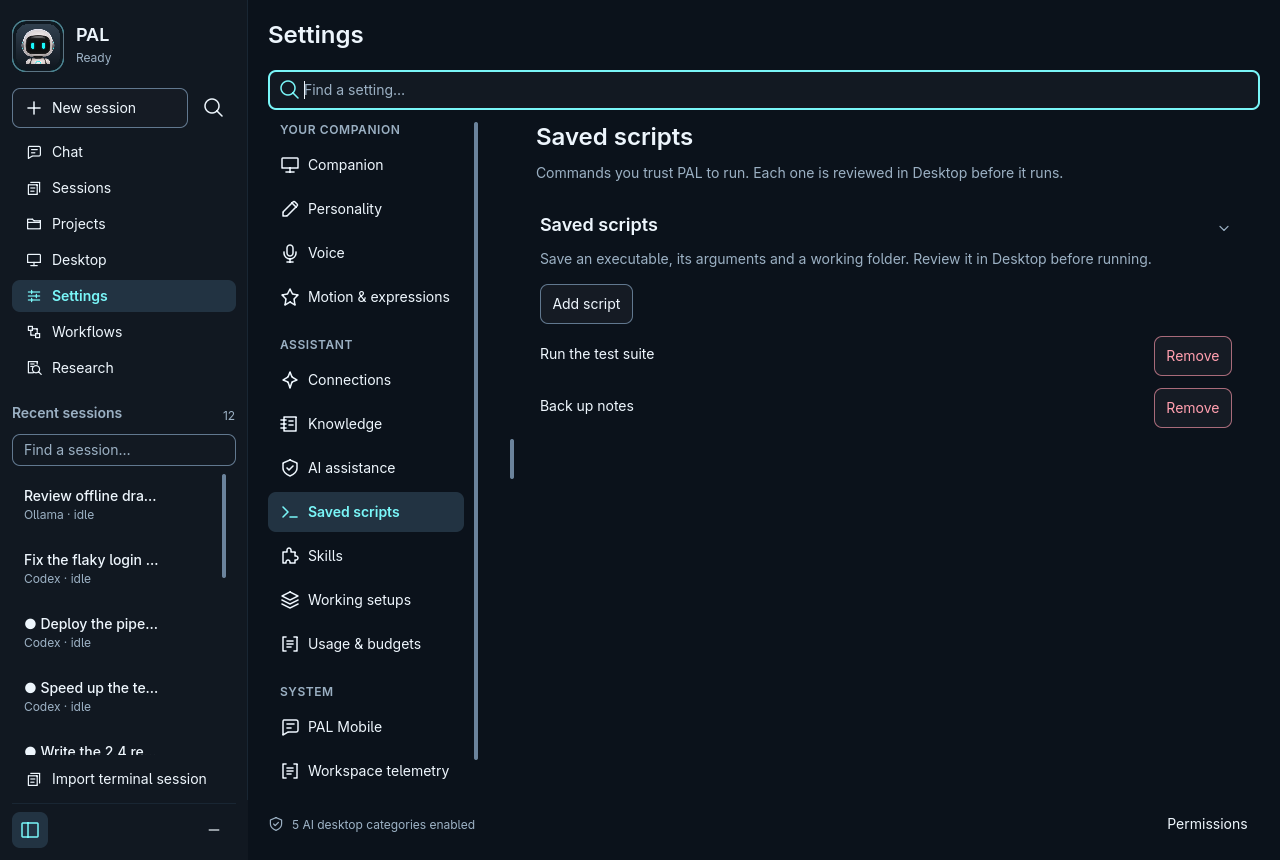 PAL
Ready
New session
Chat
Sessions
Projects
Desktop
Settings
Workflows
Research
Recent sessions
12
Find a session...
Review offline dra...
Ollama · idle
Fix the flaky login ...
Codex · idle
Deploy the pipe...
Codex · idle
Speed up the te...
Codex · idle
Write the 2.4 re
Import terminal session
Settings
Find a setting...
YOUR COMPANION
Companion
Personality
Voice
Motion & expressions
ASSISTANT
Connections
Knowledge
AI assistance
Saved scripts
Skills
Working setups
Usage & budgets
SYSTEM
PAL Mobile
Workspace telemetry
Saved scripts
Commands you trust PAL to run. Each one is reviewed in Desktop before it runs.
Saved scripts
Save an executable, its arguments and a working folder. Review it in Desktop before running.
Add script
Run the test suite
Remove
Back up notes
Remove
5 AI desktop categories enabled
Permissions